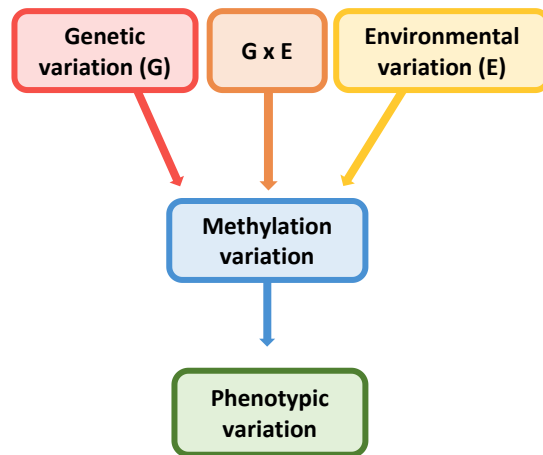 Genetic
variation (G)
G x E
Environmental
variation (E)
Methylation
variation
Phenotypic
variation